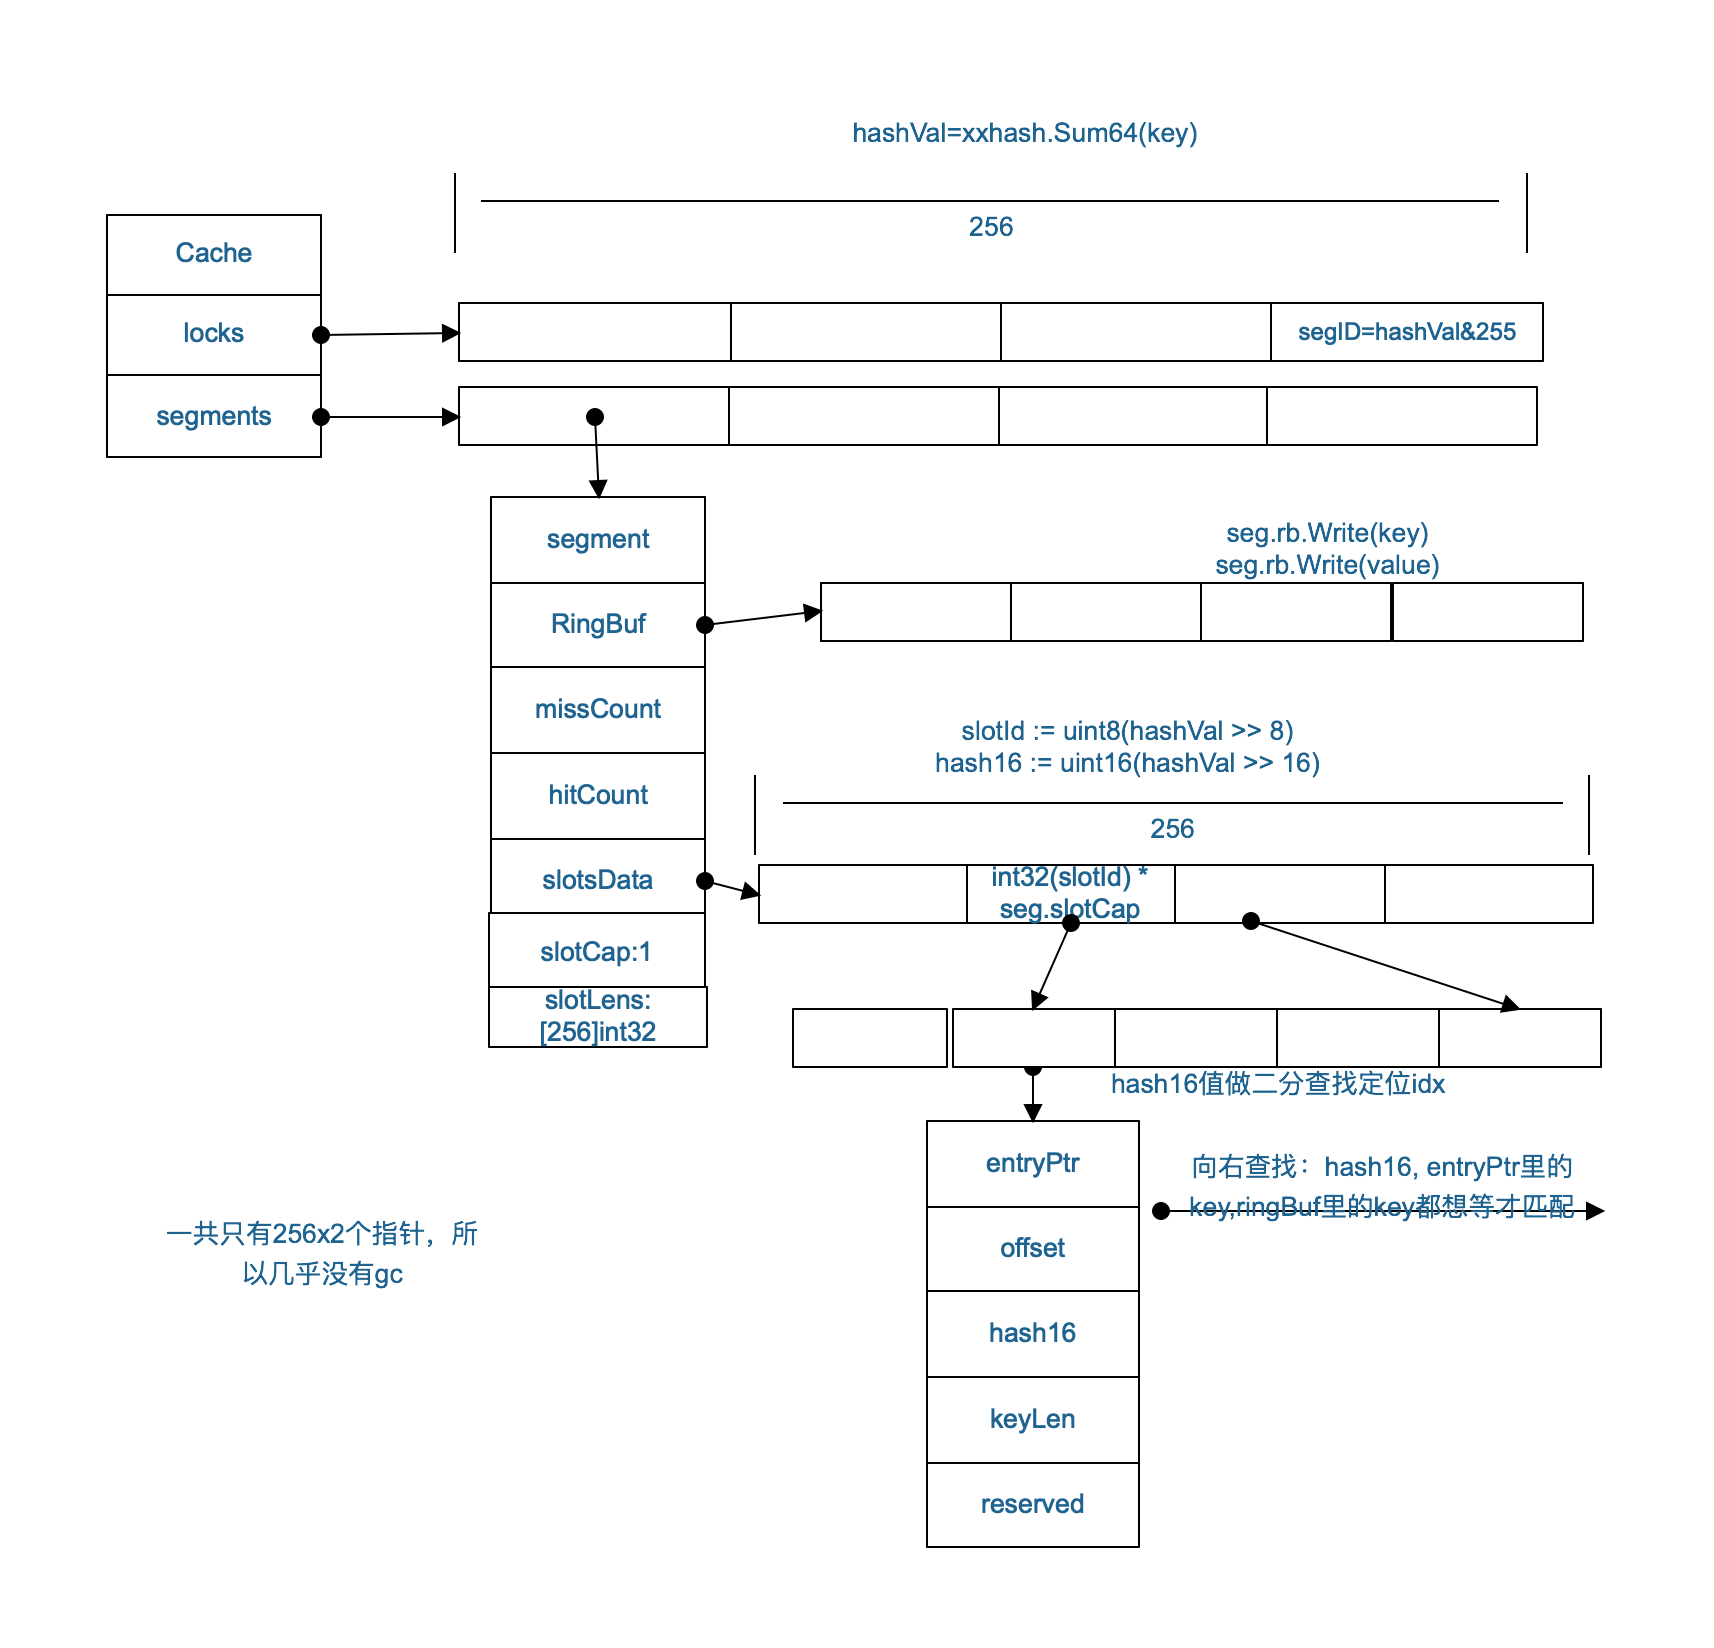 hashVal=xxhash.Sum64(key)
256
Cache
locks
segID=hashVal&255
segments
segment
seg.rb.Write(key)
seg.rb.Write(value)
RingBuf
missCount
slotId := uint8(hashVal >> 8)
hash16 := uint16(hashVal >> 16)
hitCount
256
slotsData
int32(slotId) *
seg.slotCap
slotCap:1
slotLens:
[256]int32
hash16值做二分查找定位idx
entryPtr
向右查找：hash16, entryPtr里的
key,ringBuf里的key都想等才匹配
一共只有256x2个指针，所
以几乎没有gc
offset
hash16
keyLen
reserved